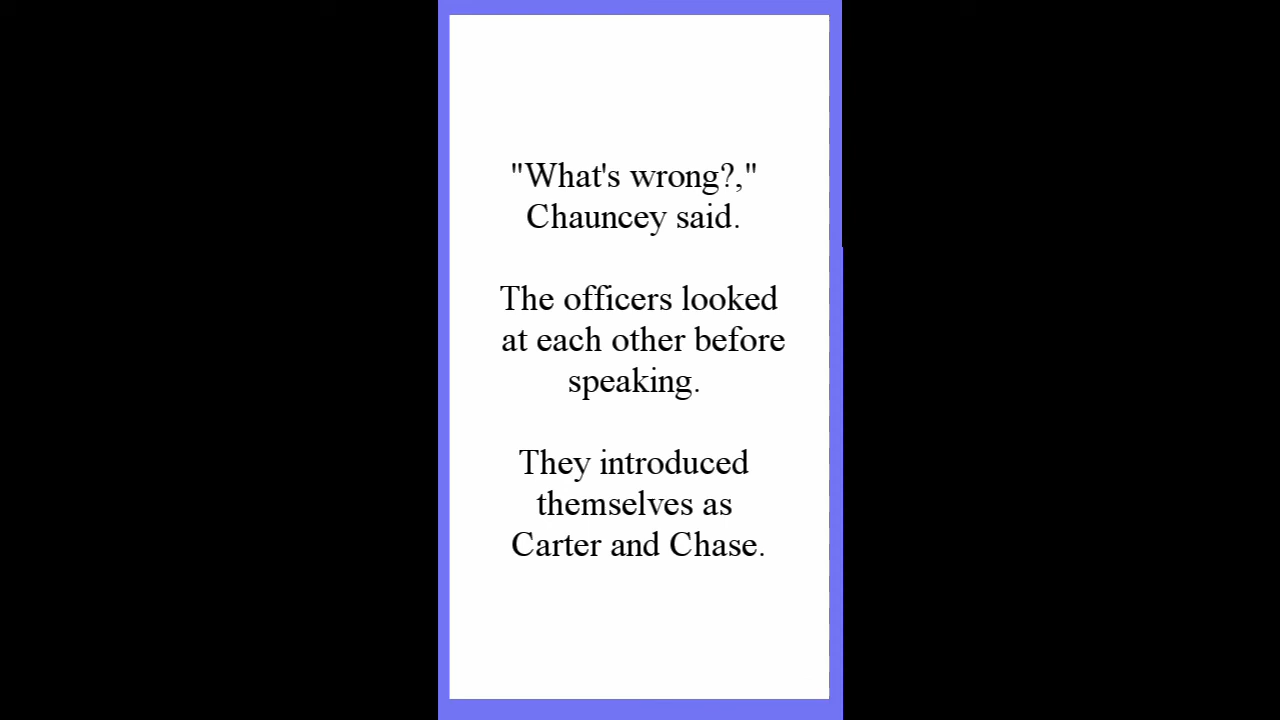 "What's wrong?,"
Chauncey said.
The officers looked
at each other before
speaking.
They introduced
themselves as
Carter and Chase.